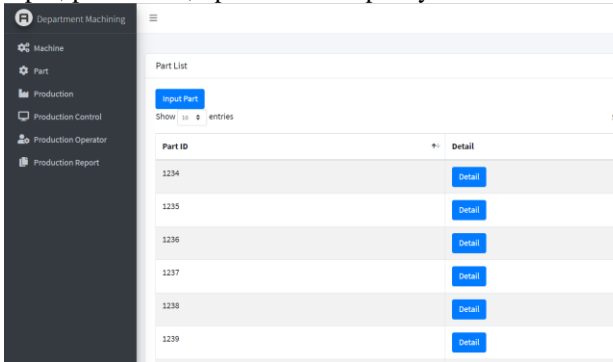 Department Machining
Machine
Part
Production
Production Control
Production Operator
Production Report
Part List
Input Part
Show 10 entries
Part ID Detail
1234 Detail
1235 Detail
1236 Detail
1237 Detail
1238 Detail
1239 Detail